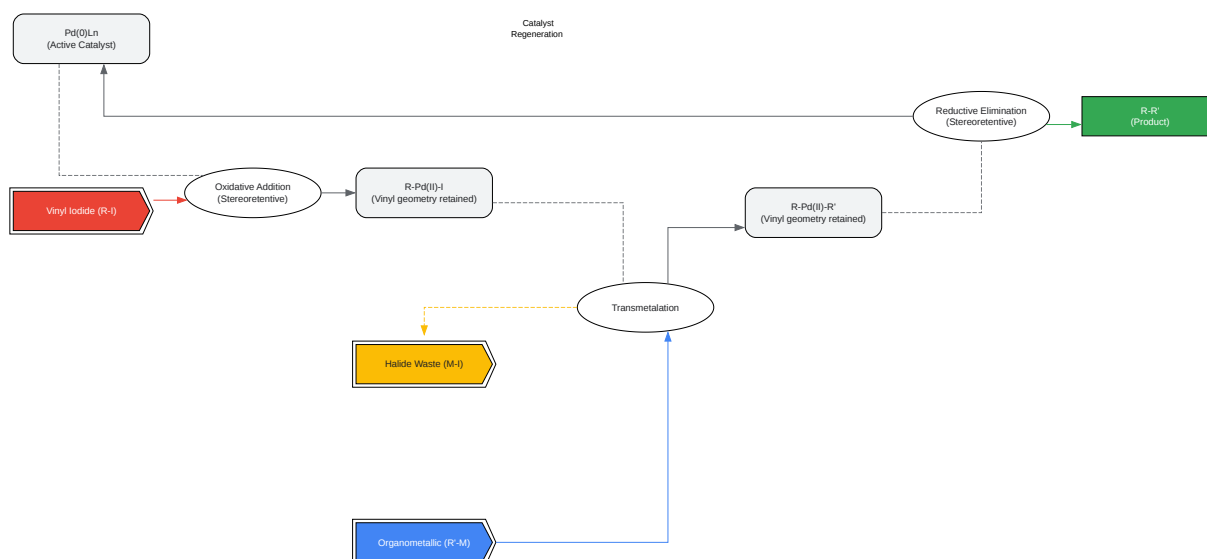 Catalyst
Regeneration
Pd(0)Ln
(Active Catalyst)
Reductive Elimination
(Stereoretentive)
R-R'
(Product)
Vinyl Iodide (R-I)
Oxidative Addition
(Stereoretentive)
R-Pd(II)-I
(Vinyl geometry retained)
R-Pd(II)-R'
(Vinyl geometry retained)
Transmetalation
Halide Waste (M-I)
Organometallic (R'-M)